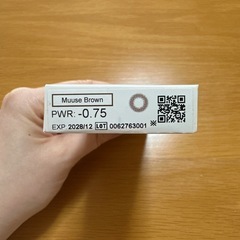 Muuse Brown
PWR: -0.75
EXP 2028/12 LOT 0062763001
※